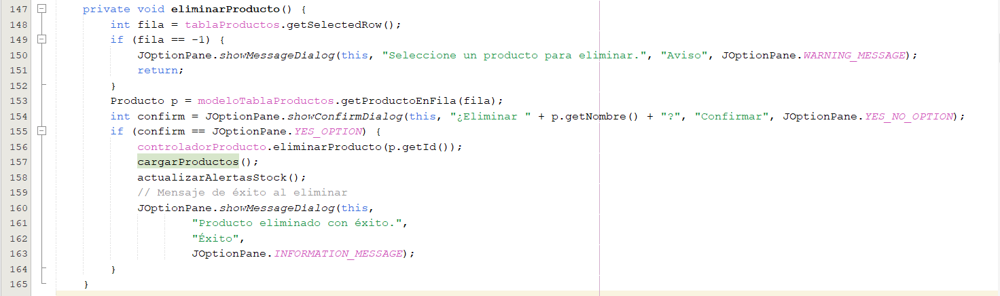 147 private void eliminarProducto() {
148 int fila = tablaProductos.getSelectedRow();
149 if (fila == -1) {
150 JOptionPane.showMessageDialog(this, "Seleccione un producto para eliminar.", "Aviso", JOptionPane.WARNING_MESSAGE);
151 return;
152 }
153 Producto p = modeloTablaProductos.getProductoEnFila(fila);
154 int confirm = JOptionPane.showConfirmDialog(this, "¿Eliminar " + p.getNombre() + "?", "Confirmar", JOptionPane.YES_NO_OPTION);
155 if (confirm == JOptionPane.YES_OPTION) {
156 controladorProducto.eliminarProducto(p.getId());
157 cargarProductos();
158 actualizarAlertasStock();
159 // Mensaje de éxito al eliminar
160 JOptionPane.showMessageDialog(this,
161 "Producto eliminado con éxito.",
162 "Éxito",
163 JOptionPane.INFORMATION_MESSAGE);
164 }
165 }